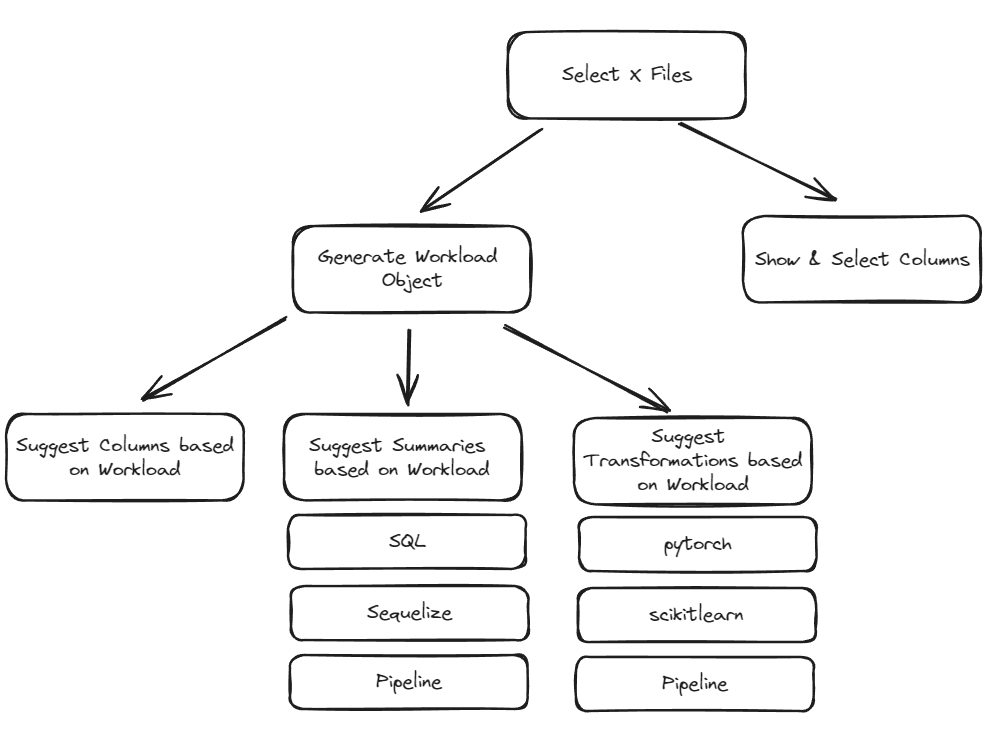 Select X Files
Generate Workload
Object
Show & Select Columns
Suggest Columns based
on Workload
Suggest Summaries
based on Workload
Suggest
Transformations based
on Workload
SQL
pytorch
Sequelize
scikitlearn
Pipeline
Pipeline